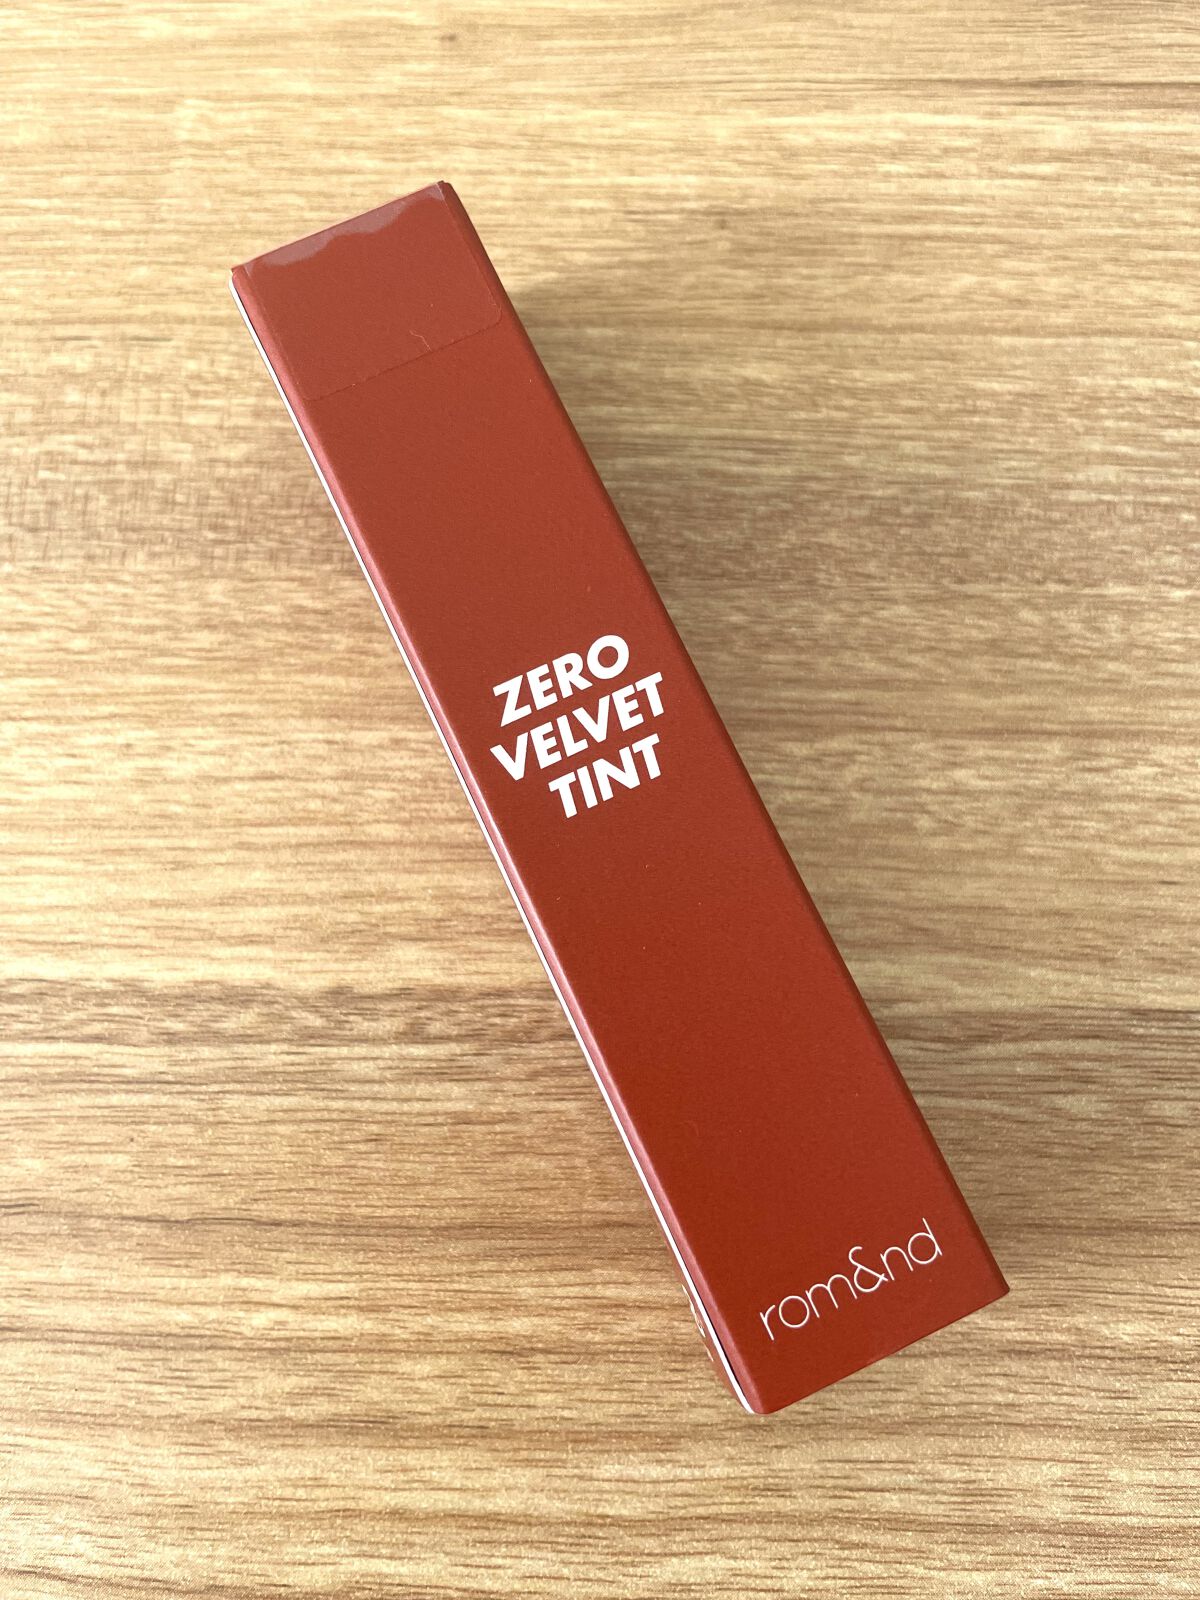 ZERO
VELVET
TINT
rom&nd